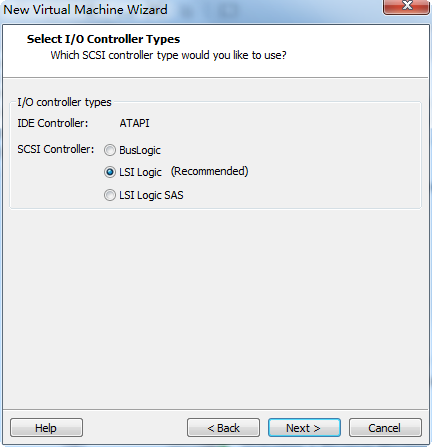 New Virtual Machine Wizard
Select I/O Controller Types
Which SCSI controller type would you like to use?
I/O controller types
IDE Controller: ATAPI
SCSI Controller: BusLogic
LSI Logic (Recommended)
LSI Logic SAS
Help < Back Next > Cancel